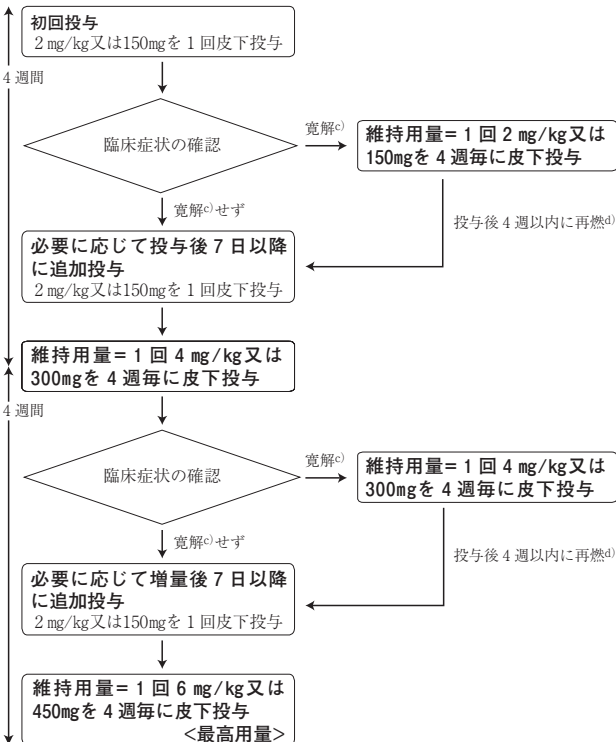 初回投与
2 mg/kg又は150mgを1回皮下投与
4週間
臨床症状の確認
寛解c)
維持用量＝1回2 mg/kg又は
150mgを4週毎に皮下投与
寛解c)せず
投与後4週以内に再燃d)
必要に応じて投与後7日以降
に追加投与
2 mg/kg又は150mgを1回皮下投与
維持用量＝1回4 mg/kg又は
300mgを4週毎に皮下投与
4週間
臨床症状の確認
寛解c)
維持用量＝1回4 mg/kg又は
300mgを4週毎に皮下投与
寛解c)せず
投与後4週以内に再燃d)
必要に応じて増量後7日以降
に追加投与
2 mg/kg又は150mgを1回皮下投与
維持用量＝1回6 mg/kg又は
450mgを4週毎に皮下投与
<最高用量>